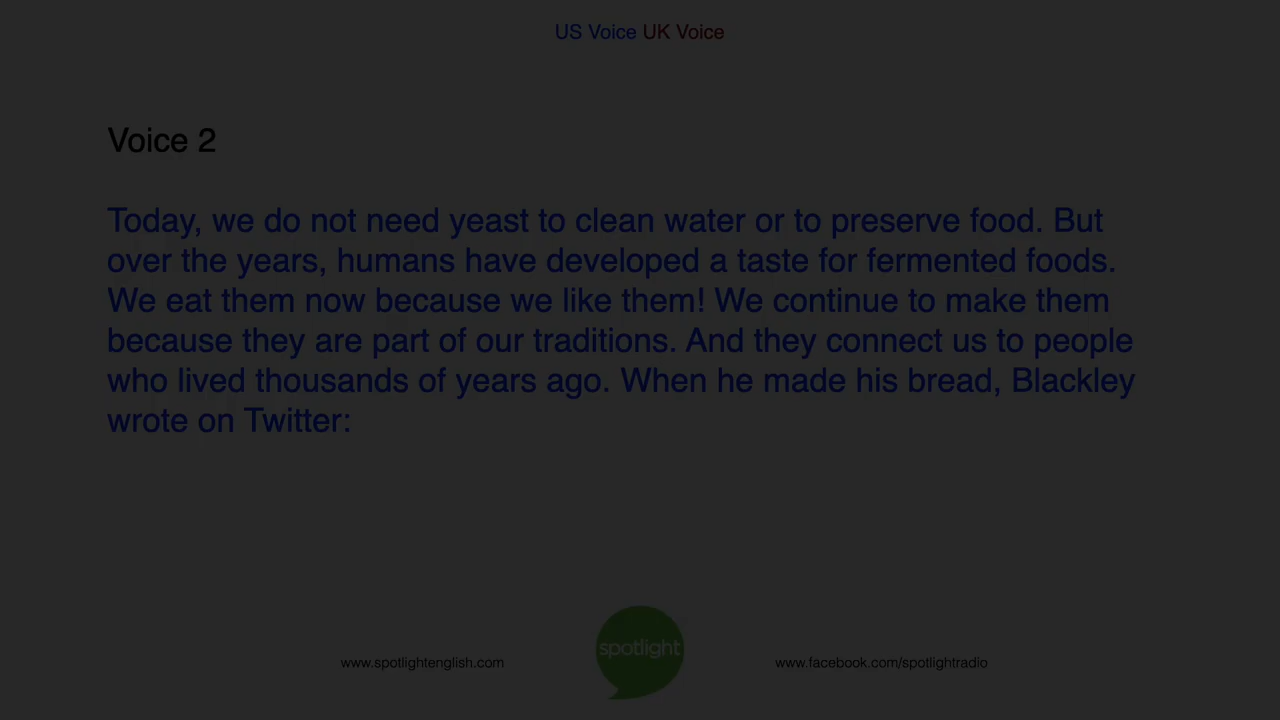 US Voice UK Voice
Voice 2
Today, we do not need yeast to clean water or to preserve food. But
over the years, humans have developed a taste for fermented foods.
We eat them now because we like them! We continue to make them
because they are part of our traditions. And they connect us to people
who lived thousands of years ago. When he made his bread, Blackley
wrote on Twitter:
spotlight
www.spotlightenglish.com
www.facebook.com/spotlightradio